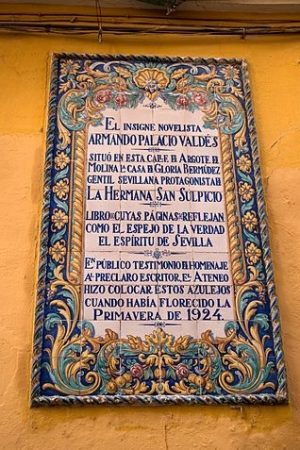 EL INSIGNE NOVELISTA
ARMANDO PALACIO VALDÉS
SITUÓ EN ESTA CALLE DE ARGOTE DE
MOLINA LA CASA DE GLORIA BERMÚDEZ
GENTIL SEVILLANA PROTAGONISTA DE
LA HERMANA SAN SULPICIO
LIBRO EN CUYAS PÁGINAS SE REFLEJAN
COMO EL ESPEJO DE LA VERDAD
EL ESPÍRITU DE SEVILLA
EN PÚBLICO TESTIMONIO DE HOMENAJE
A PRECLARO ESCRITOR, EL ATENEO
HIZO COLOCAR ESTOS AZULEJOS
CUANDO HABÍA FLORECIDO LA
PRIMAVERA DE 1924.